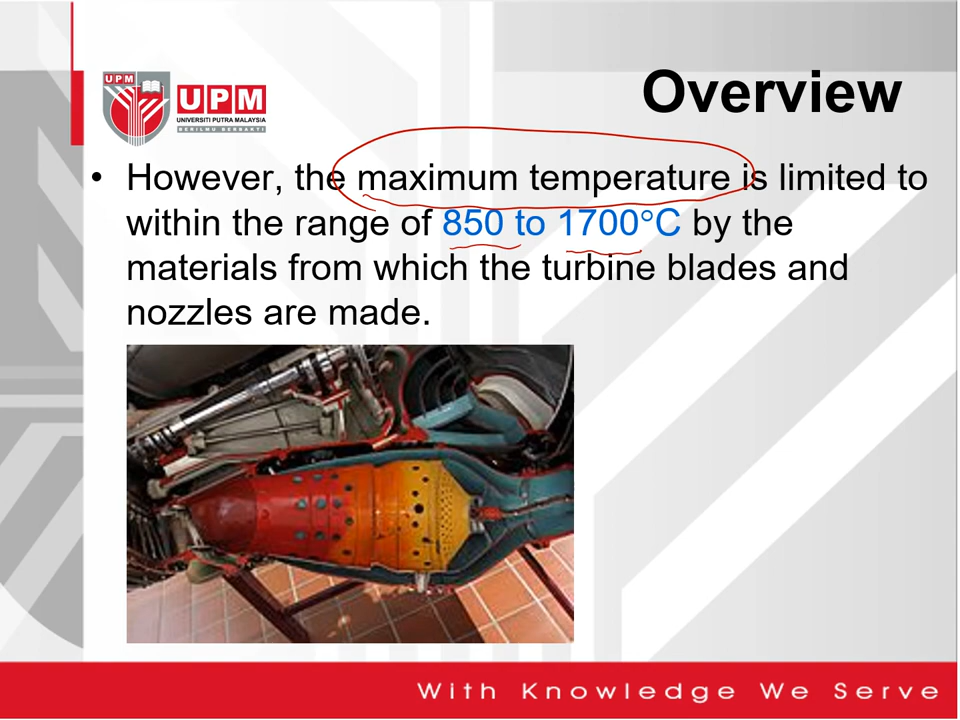 Overview
UPM
UPM
UNIVERSITI PUTRA MALAYSIA
BERILMU BERBAKTI
• However, the maximum temperature is limited to
within the range of 850 to 1700°C by the
materials from which the turbine blades and
nozzles are made.
With Knowledge We Serve